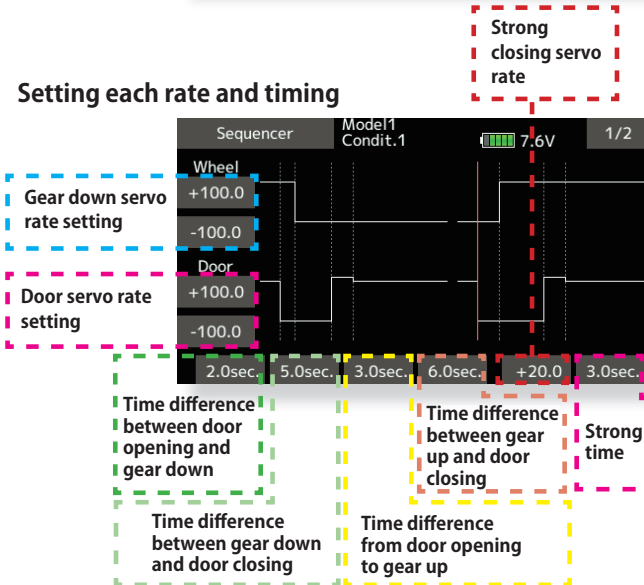 Strong
closing servo
rate
Setting each rate and timing
Sequencer
Model1
Condit.1
7.6V
1/2
Wheel
+100.0
-100.0
Gear down servo
rate setting
Door
+100.0
-100.0
Door servo rate
setting
2.0sec.
5.0sec.
3.0sec.
6.0sec.
+20.0
3.0sec.
Time difference
between door
opening and
gear down
Time difference
between gear
up and door
closing
Strong
time
Time difference
between gear down
and door closing
Time difference
from door opening
to gear up